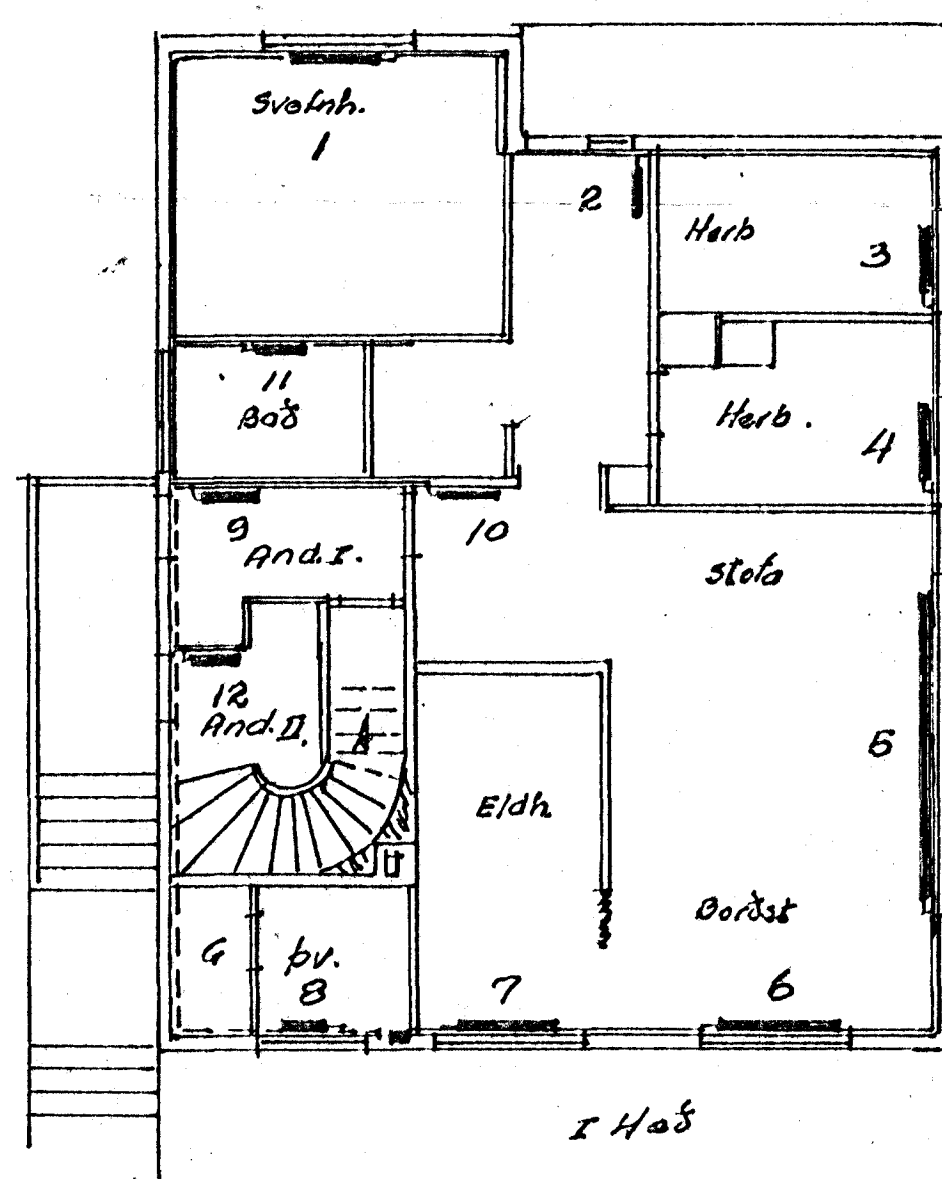 Svefnh.
1
2
Herb
3
11
Bað
Herb.
4
9
And. I.
10
Stofa
12
And. II.
5
Eldh.
Borðst
G
þv.
8
7
6
I Hæð